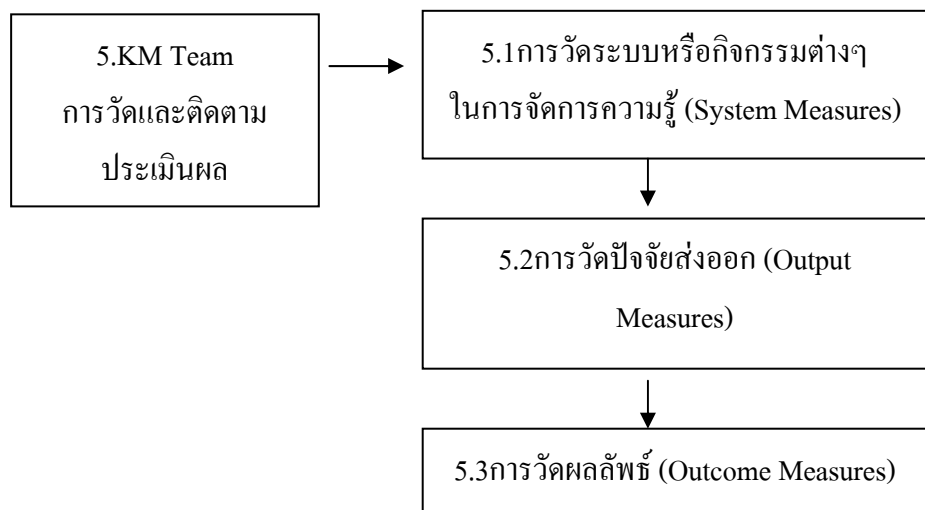 5.KM Team
การวัดและติดตาม
ประเมินผล
5.1การวัดระบบหรือกิจกรรมต่างๆ
ในการจัดการความรู้ (System Measures)
5.2การวัดปัจจัยส่งออก (Output
Measures)
5.3การวัดผลลัพธ์ (Outcome Measures)